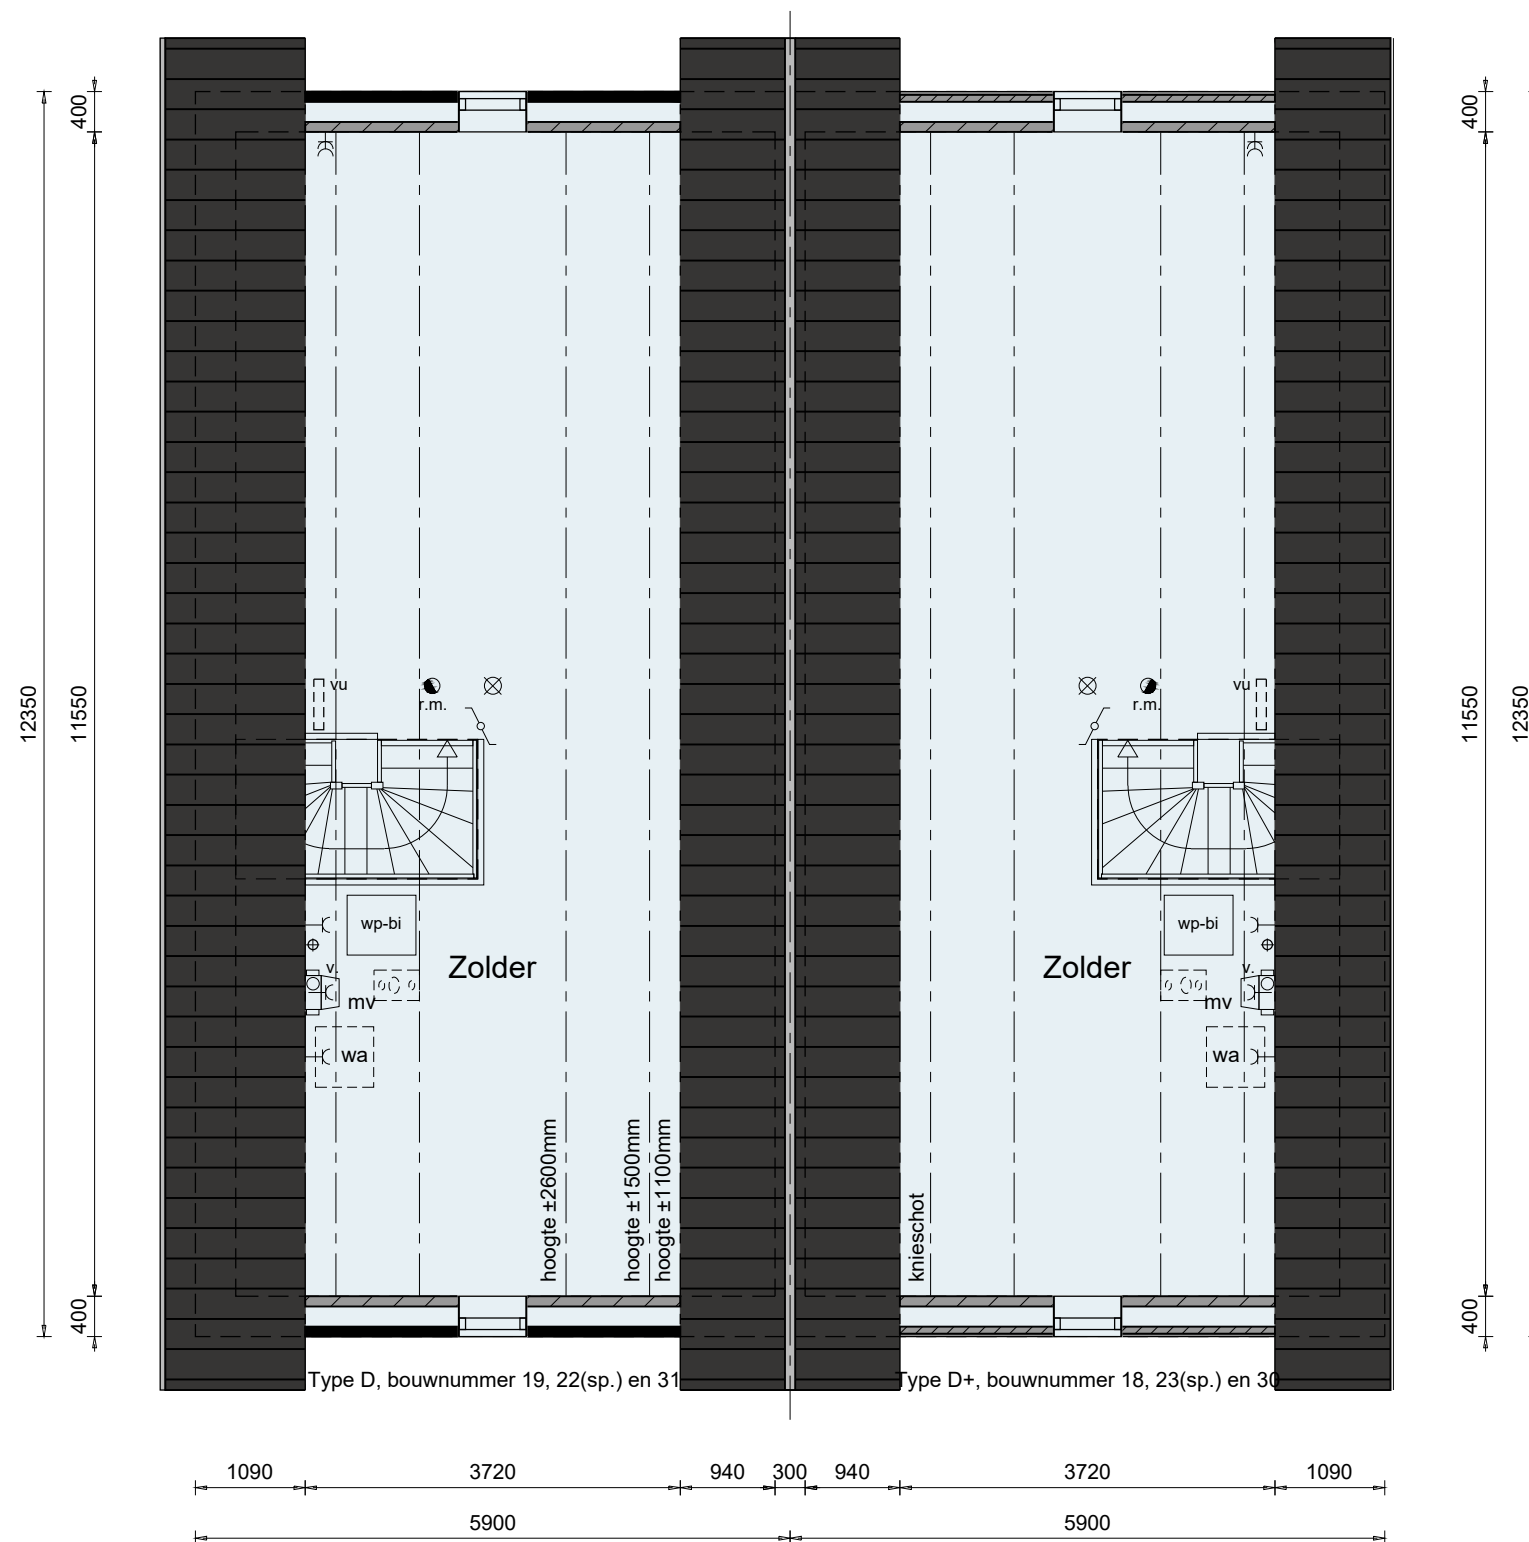 400
400
12350
11550
11550
12350
vu
r.m.
vu
r.m.
wp-bi
wp-bi
Zolder
Zolder
v.
v.
mv
mv
wa
wa
hoogte ±2600mm
hoogte ±1500mm
hoogte ±1100mm
knieschot
400
400
Type D, bouwnummer 19, 22(sp.) en 31
Type D+, bouwnummer 18, 23(sp.) en 30
1090 3720 940 300 940 3720 1090
5900 5900